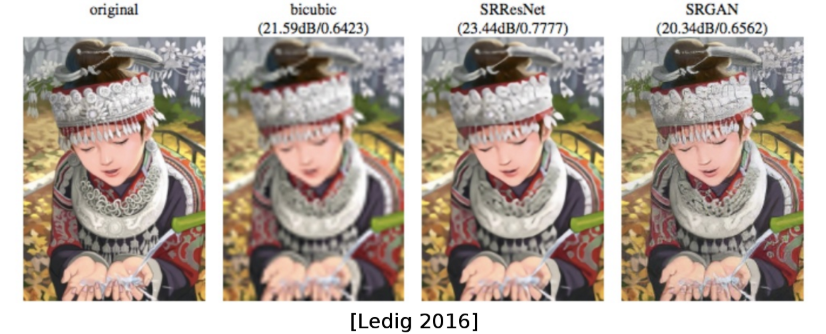 original
bicubic
(21.59dB/0.6423)
SRResNet
(23.44dB/0.7777)
SRGAN
(20.34dB/0.6562)
[Ledig 2016]